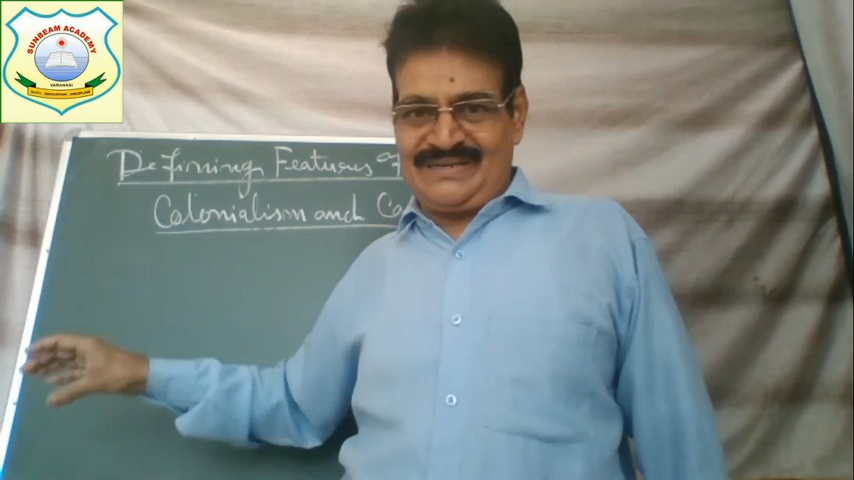 SUNBEAM ACADEMY
VARANASI
Defining Features of
Colonialism and